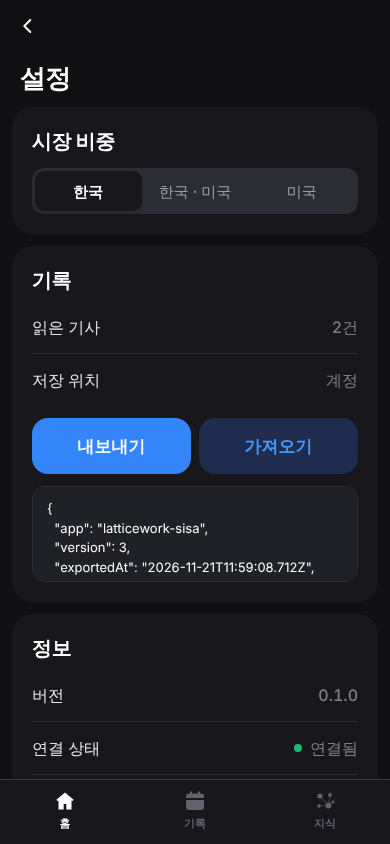 설정
시장 비중
한국
한국 · 미국
미국
기록
읽은 기사
2건
저장 위치
계정
내보내기
가져오기
{
"app": "latticework-sisa",
"version": 3,
"exportedAt": "2026-11-21T11:59:08.712Z",
정보
버전
0.1.0
연결 상태
연결됨
홈
기록
지식